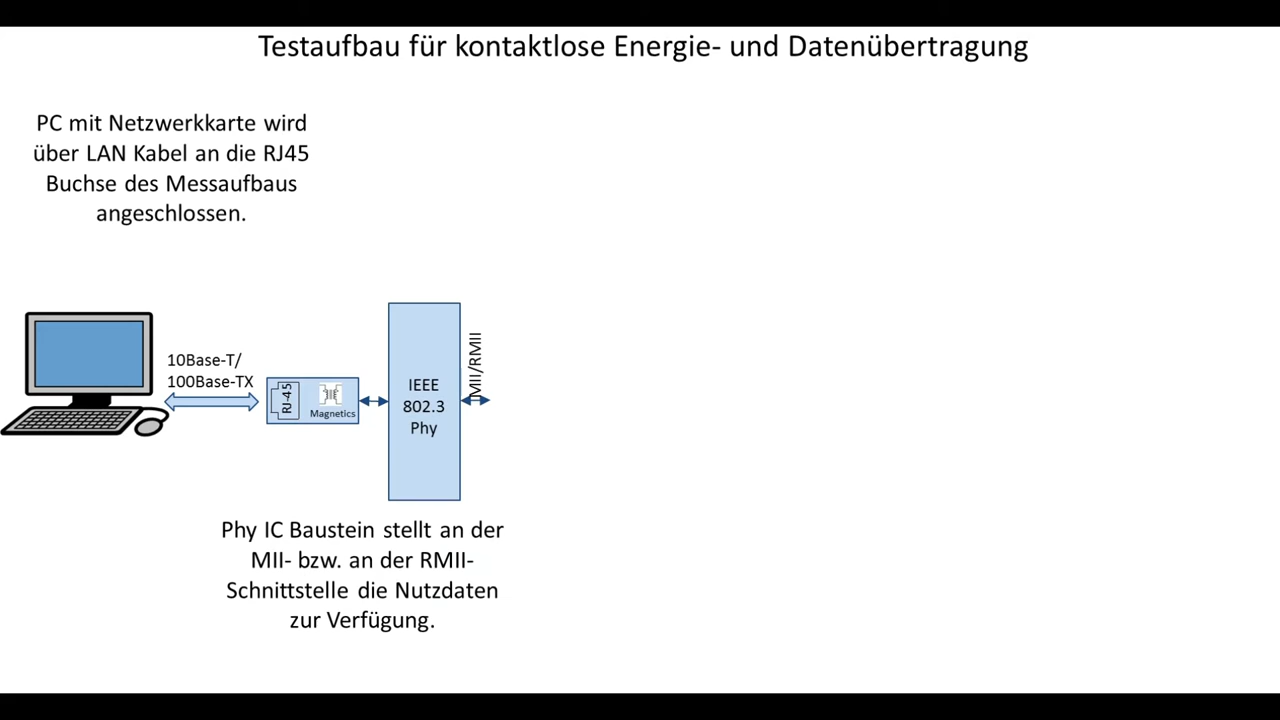 Testaufbau für kontaktlose Energie- und Datenübertragung
PC mit Netzwerkkarte wird
über LAN Kabel an die RJ45
Buchse des Messaufbaus
angeschlossen.
10Base-T/
100Base-TX
RJ-45
Magnetics
IEEE
802.3
Phy
MII/RMII
Phy IC Baustein stellt an der
MII- bzw. an der RMII-
Schnittstelle die Nutzdaten
zur Verfügung.